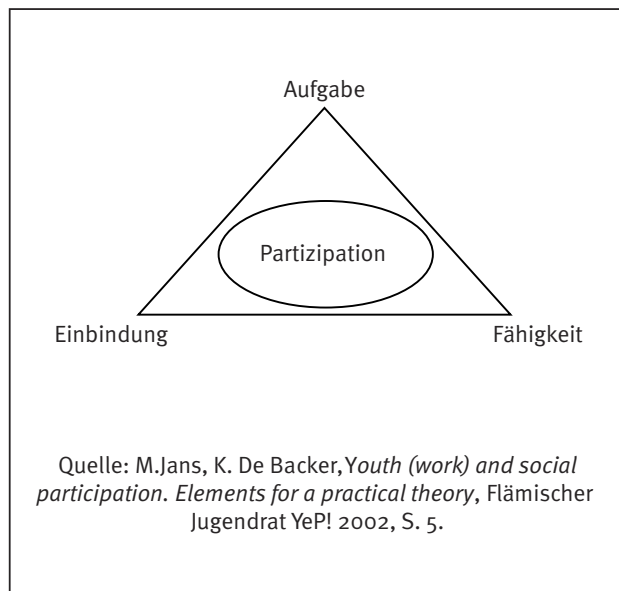 Aufgabe
Partizipation
Einbindung Fähigkeit
Quelle: M.Jans, K. De Backer,Youth (work) and social
participation. Elements for a practical theory, Flämischer
Jugendrat YeP! 2002, S. 5.